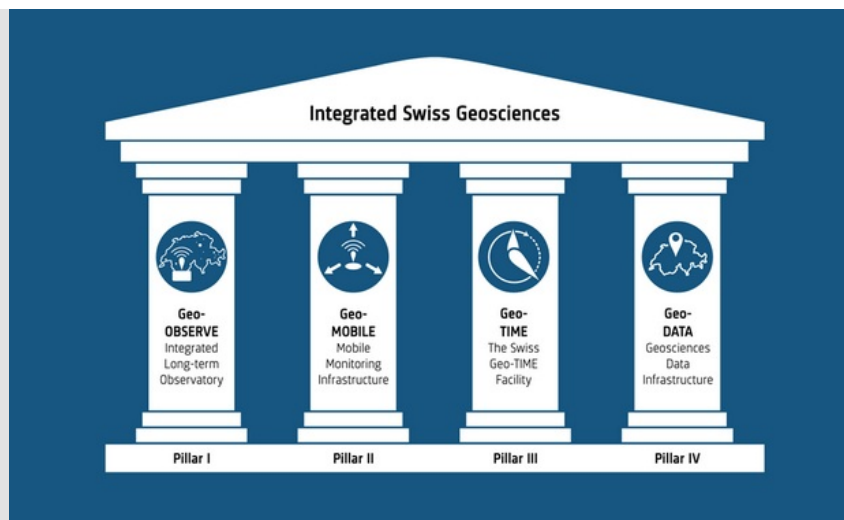 Integrated Swiss Geosciences
Geo-
OBSERVE
Integrated
Long-term
Observatory
Geo-
MOBILE
Mobile
Monitoring
Infrastructure
Geo-
TIME
The Swiss
Geo-TIME
Facility
Geo-
DATA
Geosciences
Data
Infrastructure
Pillar I
Pillar II
Pillar III
Pillar IV